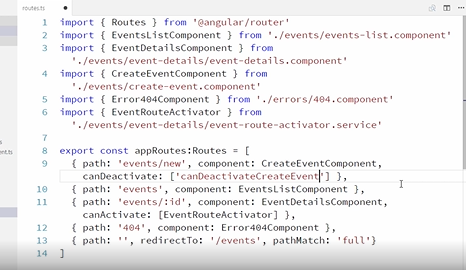 routes.ts
1 import { Routes } from '@angular/router'
2 import { EventsListComponent } from './events/events-list.component'
3 import { EventDetailsComponent } from
'./events/event-details/event-details.component'
4 import { CreateEventComponent } from
'./events/create-event.component'
5 import { Error404Component } from './errors/404.component'
6 import { EventRouteActivator } from
'./events/event-details/event-route-activator.service'
7
8 export const appRoutes:Routes = [
9 { path: 'events/new', component: CreateEventComponent,
canDeactivate: ['canDeactivateCreateEvent'] },
10 { path: 'events', component: EventsListComponent },
11 { path: 'events/:id', component: EventDetailsComponent,
canActivate: [EventRouteActivator] },
12 { path: '404', component: Error404Component },
13 { path: '', redirectTo: '/events', pathMatch: 'full'}
14 ]
ent.ts